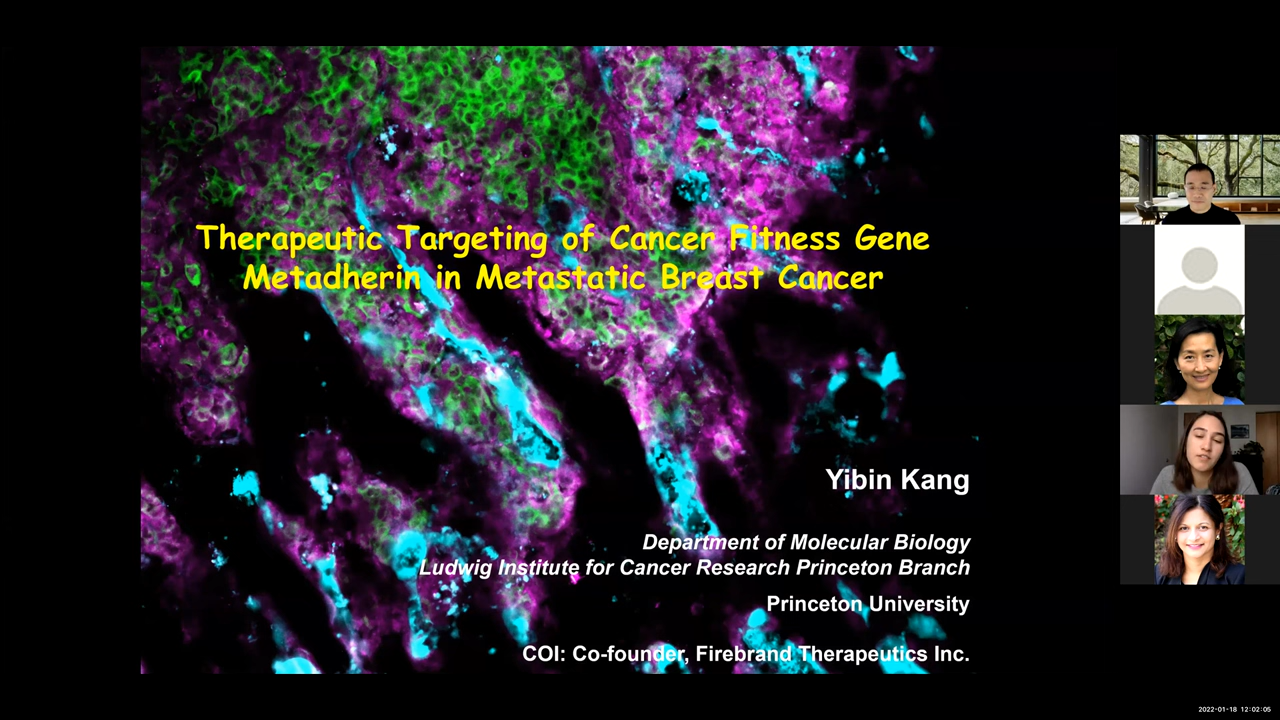 Therapeutic Targeting of Cancer Fitness Gene
Metadherin in Metastatic Breast Cancer
Yibin Kang
Department of Molecular Biology
Ludwig Institute for Cancer Research Princeton Branch
Princeton University
COI: Co-founder, Firebrand Therapeutics Inc.
2022-01-18 12:02:05